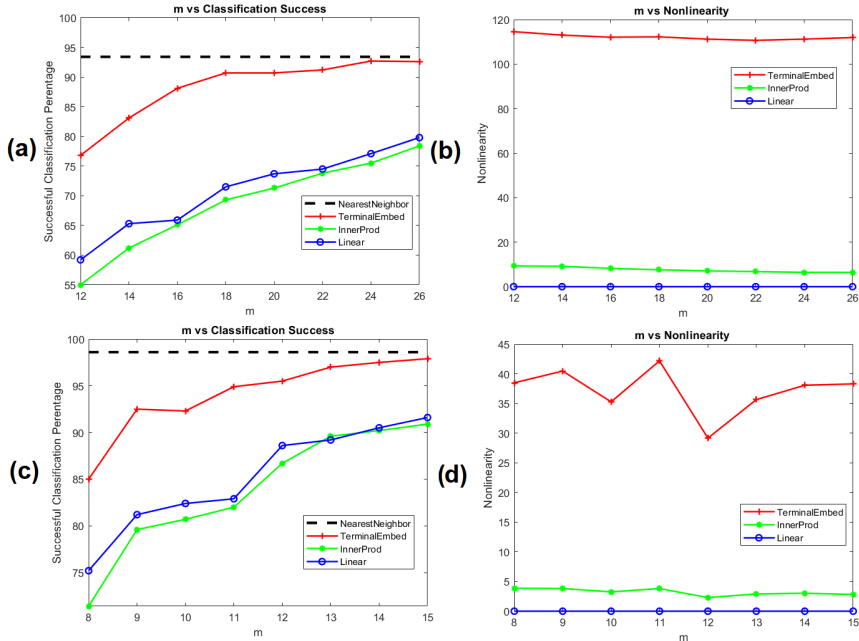 m vs Classification Success
100
95
90
85
80
75
70
65
60
55
12 14 16 18 20 22 24 26
m
Successful Classification Perentage
NearestNeighbor
TerminalEmbed
InnerProd
Linear
(a)
m vs Nonlinearity
120
100
80
60
40
20
0
12 14 16 18 20 22 24 26
m
Nonlinearity
TerminalEmbed
InnerProd
Linear
(b)
m vs Classification Success
100
95
90
85
80
75
8 9 10 11 12 13 14 15
m
Successful Classification Perentage
NearestNeighbor
TerminalEmbed
InnerProd
Linear
(c)
m vs Nonlinearity
45
40
35
30
25
20
15
10
5
0
8 9 10 11 12 13 14 15
m
Nonlinearity
TerminalEmbed
InnerProd
Linear
(d)